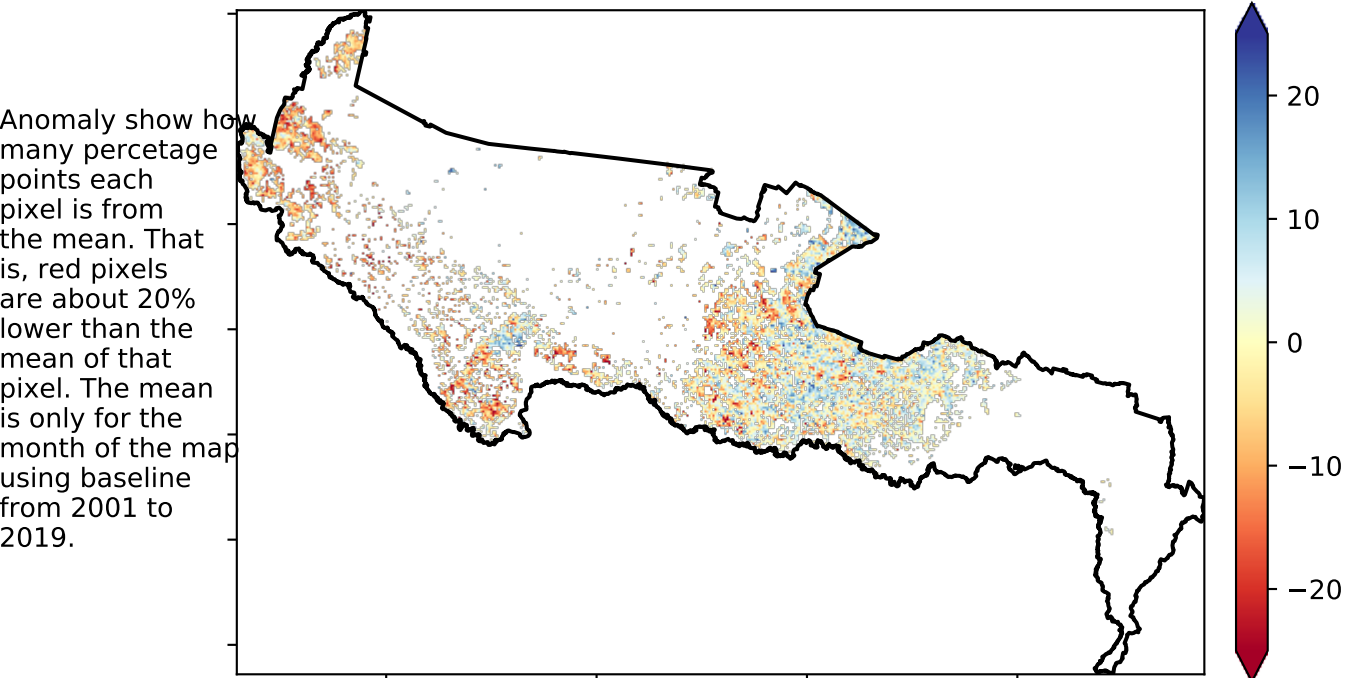 Anomaly show how
many percetage
points each
pixel is from
the mean. That
is, red pixels
are about 20%
lower than the
mean of that
pixel. The mean
is only for the
month of the map
using baseline
from 2001 to
2019.
20
10
0
−10
−20